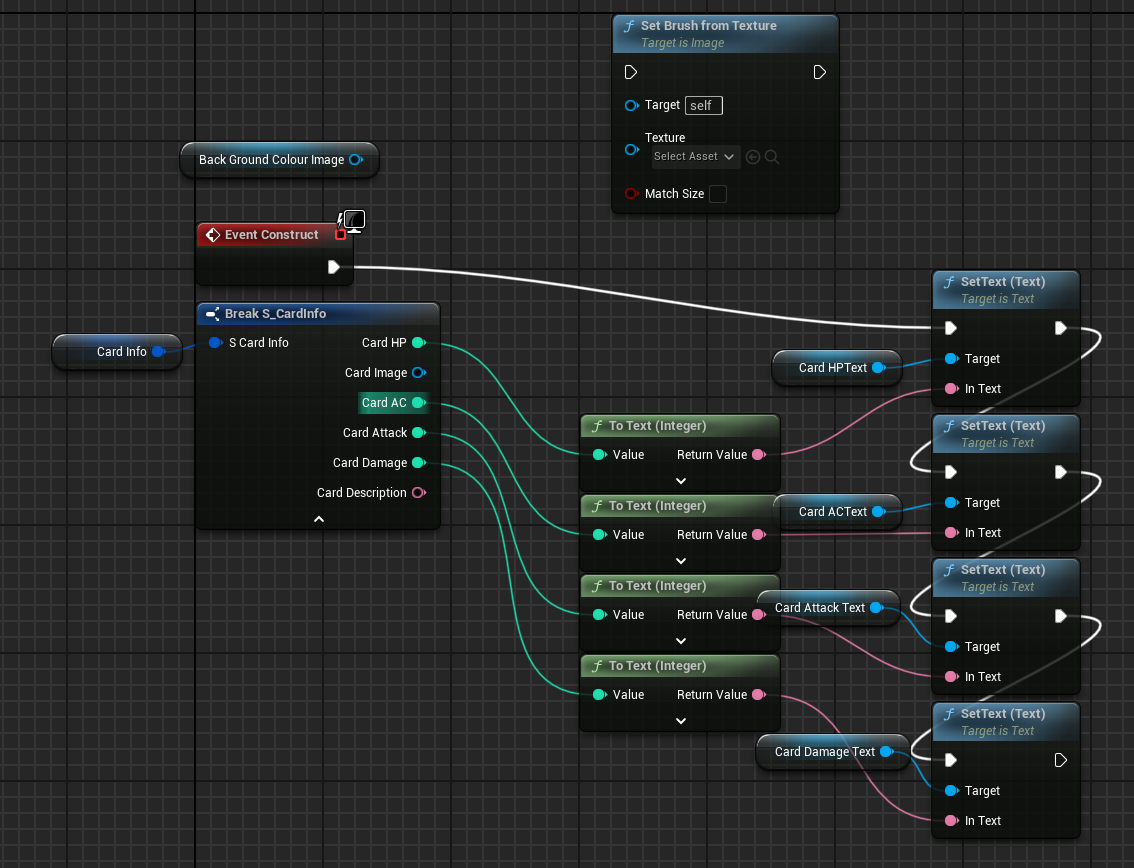 Set Brush from Texture
Target is Image
Target self
Texture
Select Asset
Match Size
Back Ground Colour Image
Event Construct
Break S_CardInfo
Card Info
S Card Info
Card HP
Card Image
Card AC
Card Attack
Card Damage
Card Description
To Text (Integer)
Value Return Value
To Text (Integer)
Value Return Value
To Text (Integer)
Value Return Value
To Text (Integer)
Value Return Value
Card HPText
Card ACText
Card Attack Text
Card Damage Text
SetText (Text)
Target is Text
Target
In Text
SetText (Text)
Target is Text
Target
In Text
SetText (Text)
Target is Text
Target
In Text
SetText (Text)
Target is Text
Target
In Text